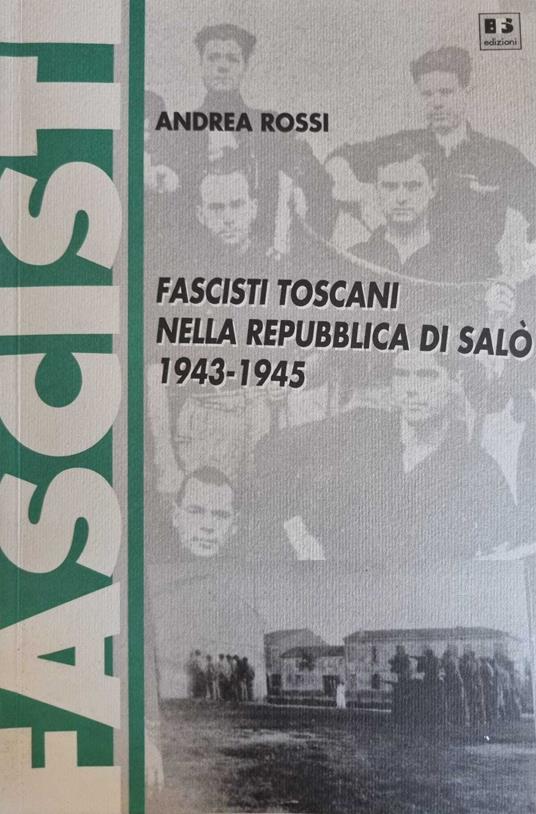 BFS
edizioni
FASCISTI
ANDREA ROSSI
FASCISTI TOSCANI
NELLA REPUBBLICA DI SALÒ
1943-1945